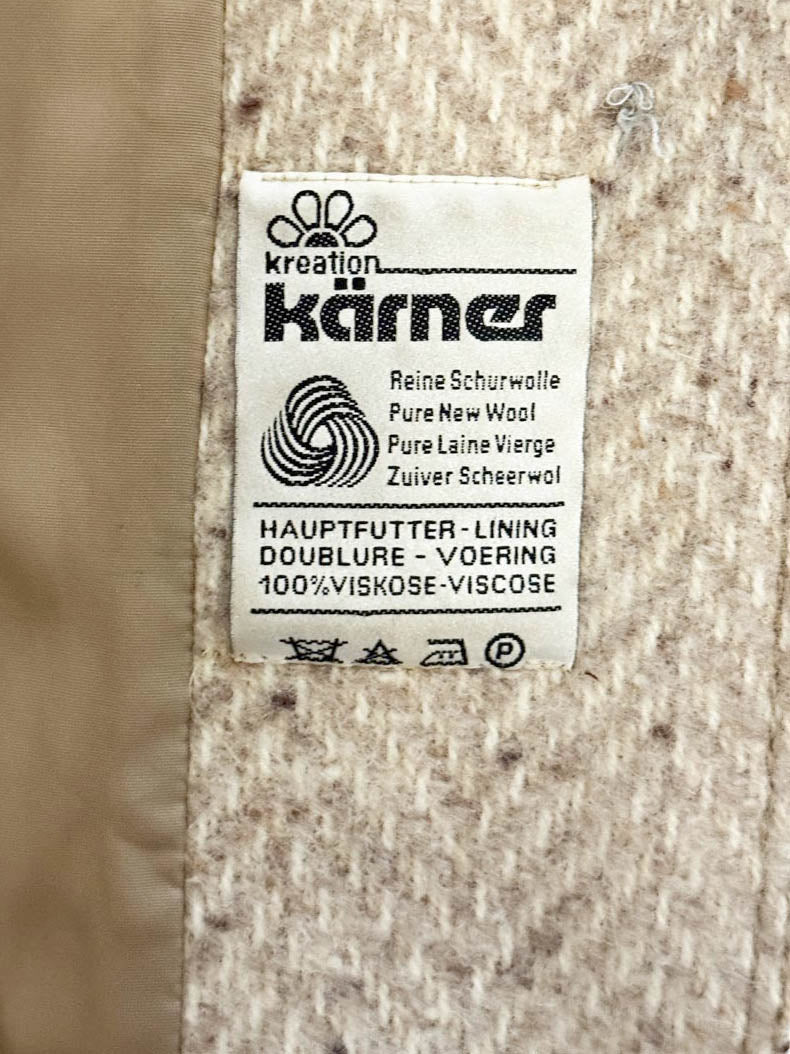 kreation
kärner
Reine Schurwolle
Pure New Wool
Pure Laine Vierge
Zuiver Scheerwol
HAUPTFUTTER-LINING
DOUBLURE - VOERING
100%VISKOSE-VISCOSE
P